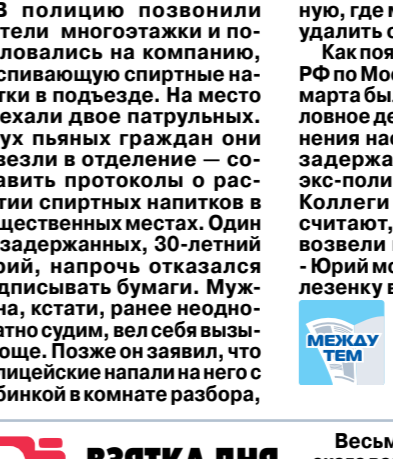 В полицию позвонили
тели многоэтажки и по-
ловались на компанию,
спивающую спиртные на-
тки в подъезде. На место
ехали двое патрульных.
ух пьяных граждан они
везли в отделение — со-
авить протоколы о рас-
тии спиртных напитков в
щественных местах. Один
задержанных, 30-летний
рий, напрочь отказался
дписывать бумаги. Муж-
на, кстати, ранее неодно-
атно судим, вел себя вызы-
юще. Позже он заявил, что
лицейские напали на него с
бинкой в комнате разбора,
ную, где м
удалить с
Как поя
РФ по Мос
марта был
ловное де
нения нас
задержа
экс-поли
Коллеги
считают,
возвели
- Юрий мо
лезенку в
МЕЖДУ
ТЕМ
ВЗЯТКА ДНЯ
Весьм